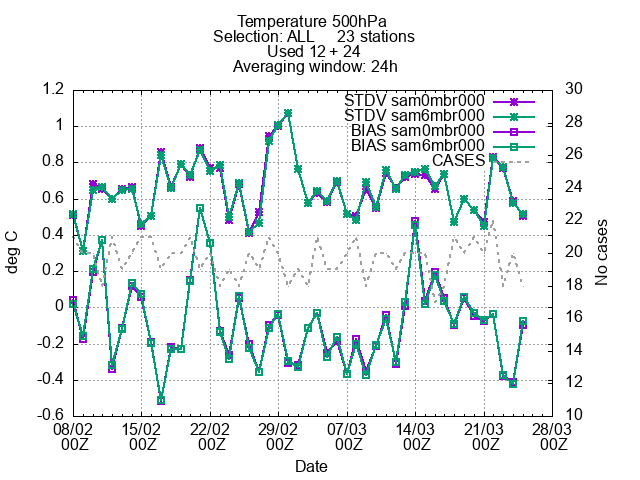 Temperature 500hPa
Selection: ALL 23 stations
Used 12 + 24
Averaging window: 24h
STDV sam0mbr000
STDV sam6mbr000
BIAS sam0mbr000
BIAS sam6mbr000
CASES
deg C
1.2
1
0.8
0.6
0.4
0.2
0
-0.2
-0.4
-0.6
No cases
30
28
26
24
22
20
18
16
14
12
10
08/02 15/02 22/02 29/02 07/03 14/03 21/03 28/03
00Z 00Z 00Z 00Z 00Z 00Z 00Z 00Z
Date